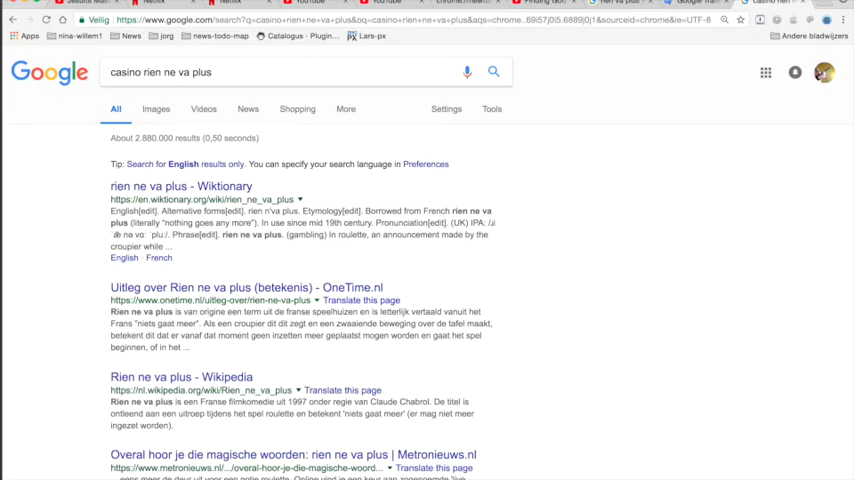 Netflix
Netflix
YouTube
YouTube
Veilig
https://www.google.com/search?q=casino+rien+ne+va+plus&oq=casino+rien+ne+va+plus&aqs=chrome..69i57j0l5.6889j0j1&sourceid=chrome&ie=UTF-8
Apps
nina-willem1
News
jorg
news-todo-map
Catalogus - Plugin...
Lars-px
Andere bladwijzers
Google
casino rien ne va plus
All
Images
Videos
News
Shopping
More
Settings
Tools
About 2.880.000 results (0,50 seconds)
Tip: Search for English results only. You can specify your search language in Preferences
rien ne va plus - Wiktionary
https://en.wiktionary.org/wiki/rien_ne_va_plus
English[edit]. Alternative forms[edit]. rien n'va plus. Etymology[edit]. Borrowed from French rien ne va
plus (literally "nothing goes any more"). In use since mid 19th century. Pronunciation[edit]. (UK) IPA:
Phrase[edit]. rien ne va plus. (gambling) In roulette, an announcement made by the
croupier while ...
English · French
Uitleg over Rien ne va plus (betekenis) - OneTime.nl
https://www.onetime.nl/uitleg-over/rien-ne-va-plus Translate this page
Rien ne va plus is van origine een term uit de franse speelhuizen en is letterlijk vertaald vanuit het
Frans "niets gaat meer". Als een croupier dit dit zegt en een zwaaiende beweging over de tafel maakt,
betekent dit dat er vanaf dat moment geen inzetten meer geplaatst mogen worden en gaat het spel
beginnen, of in het ...
Rien ne va plus - Wikipedia
https://nl.wikipedia.org/wiki/Rien_ne_va_plus Translate this page
Rien ne va plus is een Franse filmkomedie uit 1997 onder regie van Claude Chabrol. De titel is
ontleend aan een uitroep tijdens het spel roulette en betekent 'niets gaat meer' (er mag niet meer
ingezet worden).
Overal hoor je die magische woorden: rien ne va plus | Metronieuws.nl
https://www.metronieuws.nl/.../overal-hoor-je-die-magische-woord... Translate this page